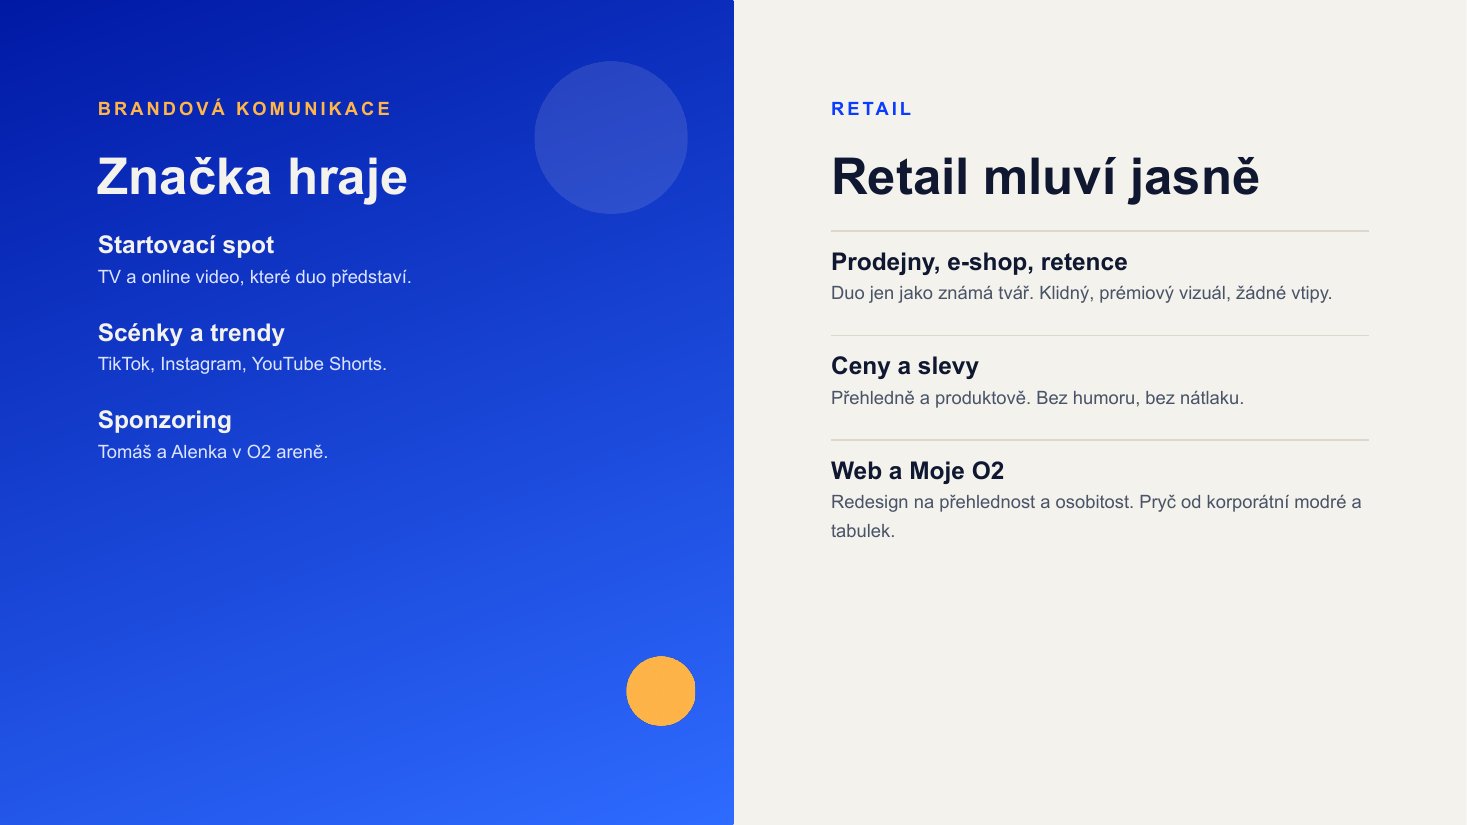 BRANDOVÁ KOMUNIKACE
Značka hraje
Startovací spot
TV a online video, které duo představí.
Scénky a trendy
TikTok, Instagram, YouTube Shorts.
Sponzoring
Tomáš a Alenka v O2 areně.
RETAIL
Retail mluví jasně
Prodejny, e-shop, retence
Duo jen jako známá tvář. Klidný, prémiový vizuál, žádné vtipy.
Ceny a slevy
Přehledně a produktově. Bez humoru, bez nátlaku.
Web a Moje O2
Redesign na přehlednost a osobitost. Pryč od korporátní modré a
tabulek.